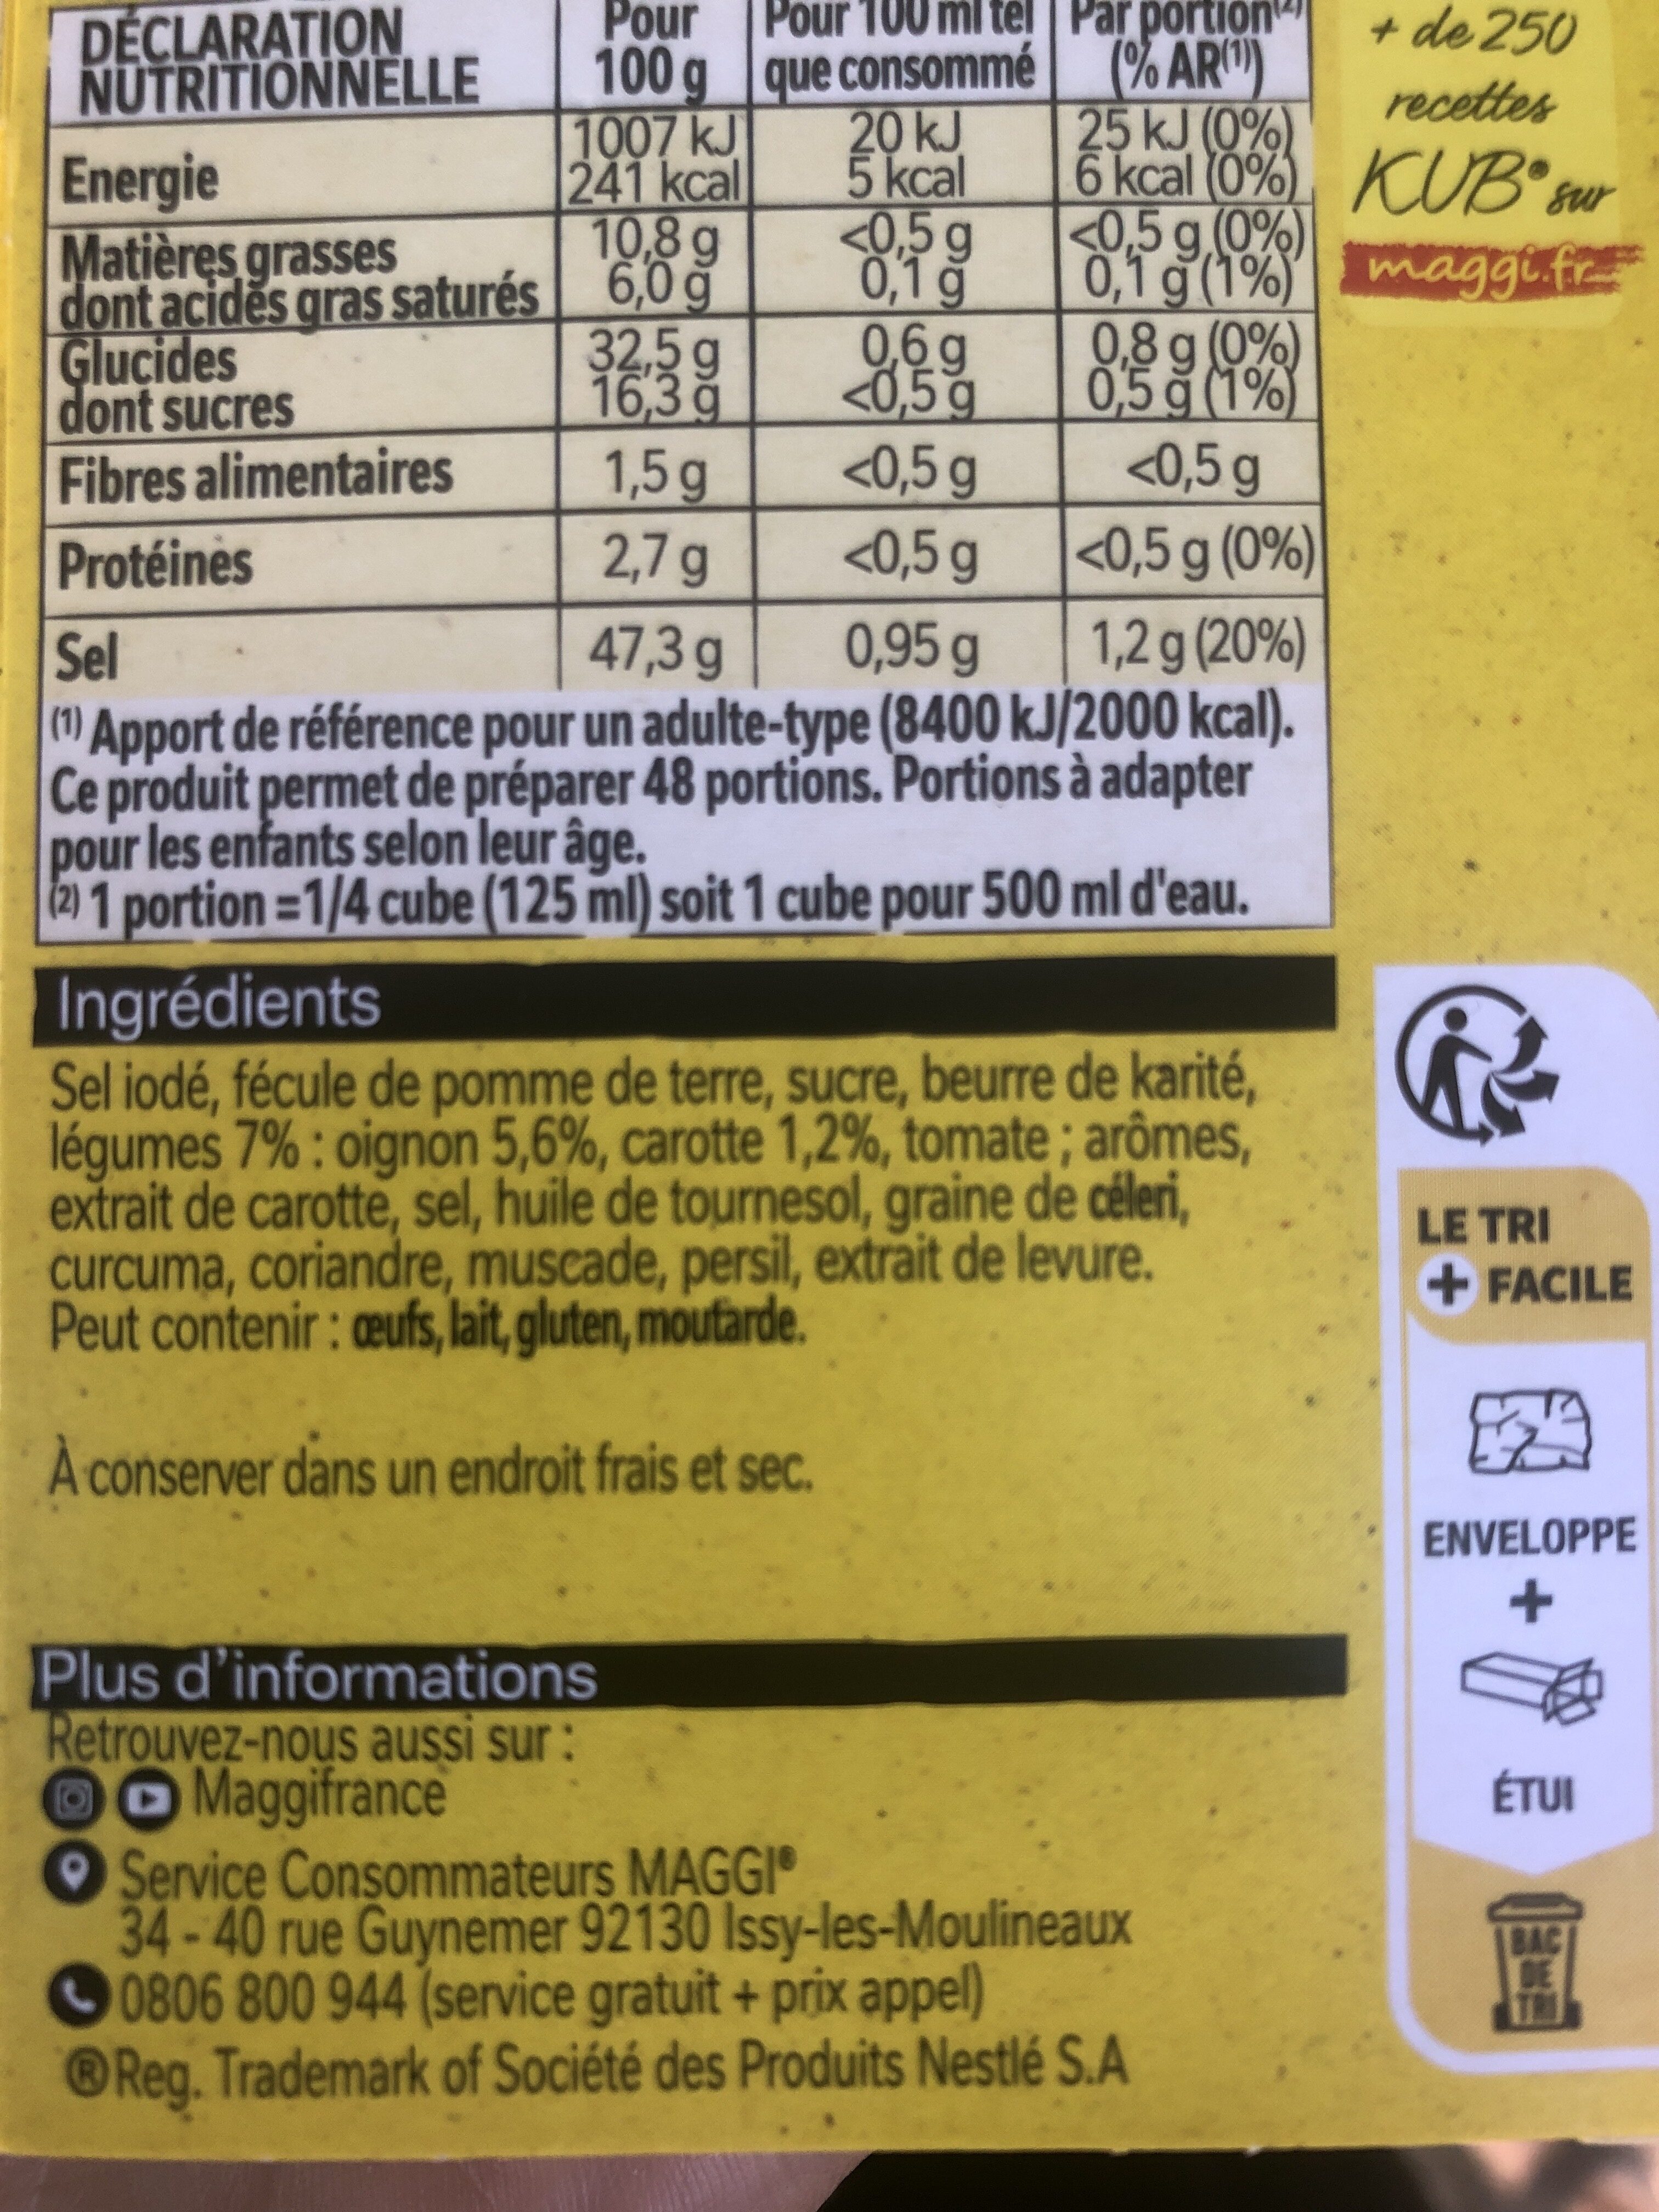 DÉCLARATION NUTRITIONNELLE Pour 100 g Pour 100 ml tel que consommé Par portion(2) (% AR(1))
Energie 1007 kJ 20 kJ 25 kJ (0%)
241 kcal 5 kcal 6 kcal (0%)
Matières grasses 10,8 g <0,5 g <0,5 g (0%)
dont acides gras saturés 6,0 g 0,1 g 0,1 g (1%)
Glucides 32,5 g 0,6 g 0,8 g (0%)
dont sucres 16,3 g <0,5 g 0,5 g (1%)
Fibres alimentaires 1,5 g <0,5 g <0,5 g
Protéines 2,7 g <0,5 g <0,5 g (0%)
Sel 47,3 g 0,95 g 1,2 g (20%)
(1) Apport de référence pour un adulte-type (8400 kJ/2000 kcal).
Ce produit permet de préparer 48 portions. Portions à adapter
pour les enfants selon leur âge.
(2) 1 portion =1/4 cube (125 ml) soit 1 cube pour 500 ml d'eau.
+ de 250
recettes
KUB® sur
maggi.fr
Ingrédients
Sel iodé, fécule de pomme de terre, sucre, beurre de karité,
légumes 7% : oignon 5,6%, carotte 1,2%, tomate ; arômes,
extrait de carotte, sel, huile de tournesol, graine de céleri,
curcuma, coriandre, muscade, persil, extrait de levure.
Peut contenir : œufs, lait, gluten, moutarde.
À conserver dans un endroit frais et sec.
Plus d'informations
Retrouvez-nous aussi sur :
Maggifrance
Service Consommateurs MAGGI®
34 - 40 rue Guynemer 92130 Issy-les-Moulineaux
0806 800 944 (service gratuit + prix appel)
®Reg. Trademark of Société des Produits Nestlé S.A
LE TRI
+ FACILE
ENVELOPPE
+
ÉTUI
BAC
DE
TRI